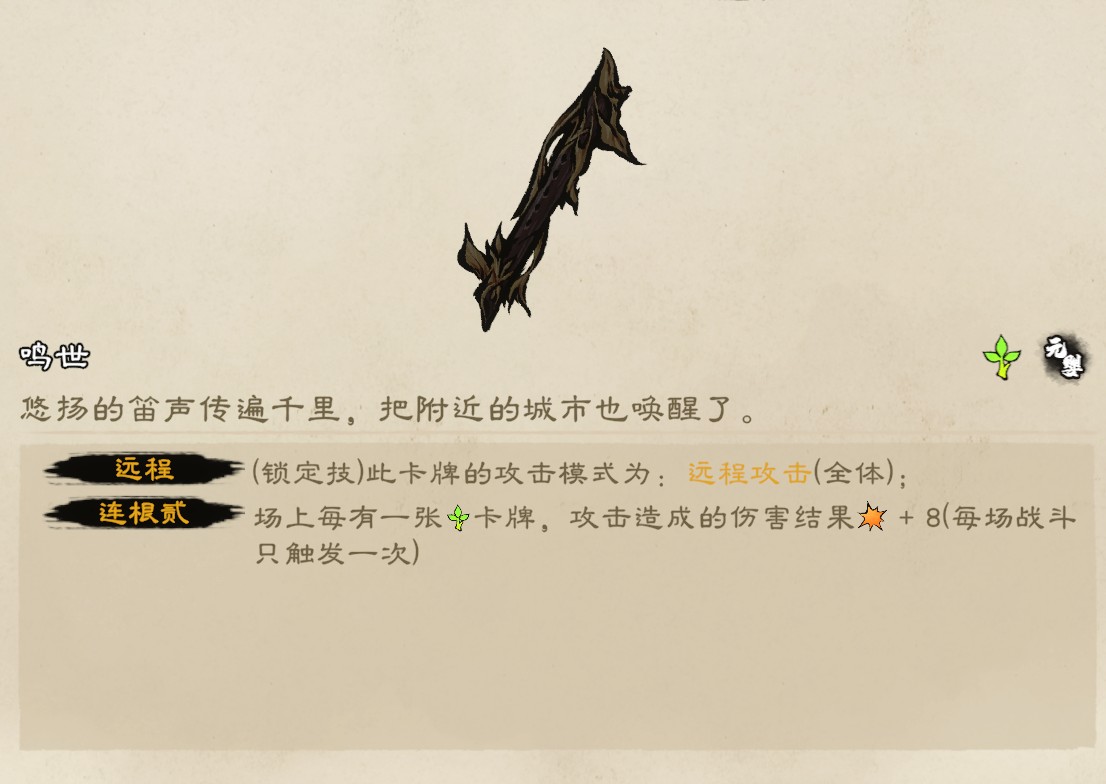 鸣世
元婴
悠扬的笛声传遍千里，把附近的城市也唤醒了。
远程 (锁定技)此卡牌的攻击模式为：远程攻击(全体)；
连根贰 场上每有一张卡牌，攻击造成的伤害结果 + 8(每场战斗
只触发一次)